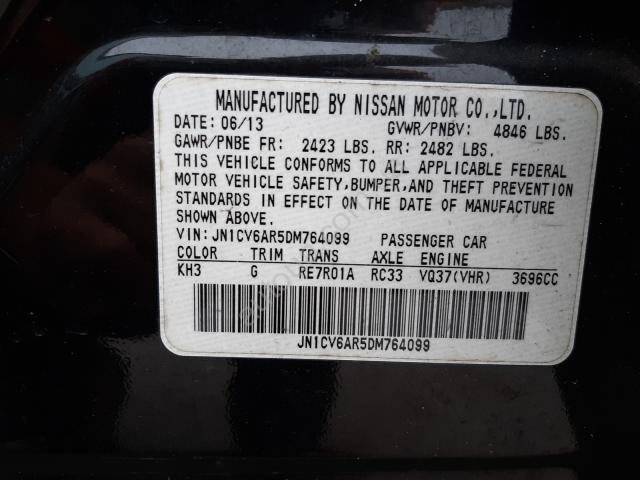 MANUFACTURED BY NISSAN MOTOR CO.,LTD.
DATE: 06/13 GVWR/PNBV: 4846 LBS.
GAWR/PNBE FR: 2423 LBS. RR: 2482 LBS.
THIS VEHICLE CONFORMS TO ALL APPLICABLE FEDERAL
MOTOR VEHICLE SAFETY,BUMPER,AND THEFT PREVENTION
STANDARDS IN EFFECT ON THE DATE OF MANUFACTURE
SHOWN ABOVE.
VIN: JN1CV6AR5DM764099 PASSENGER CAR
COLOR TRIM TRANS AXLE ENGINE
KH3 G RE7R01A RC33 VQ37(VHR) 3696CC
JN1CV6AR5DM764099